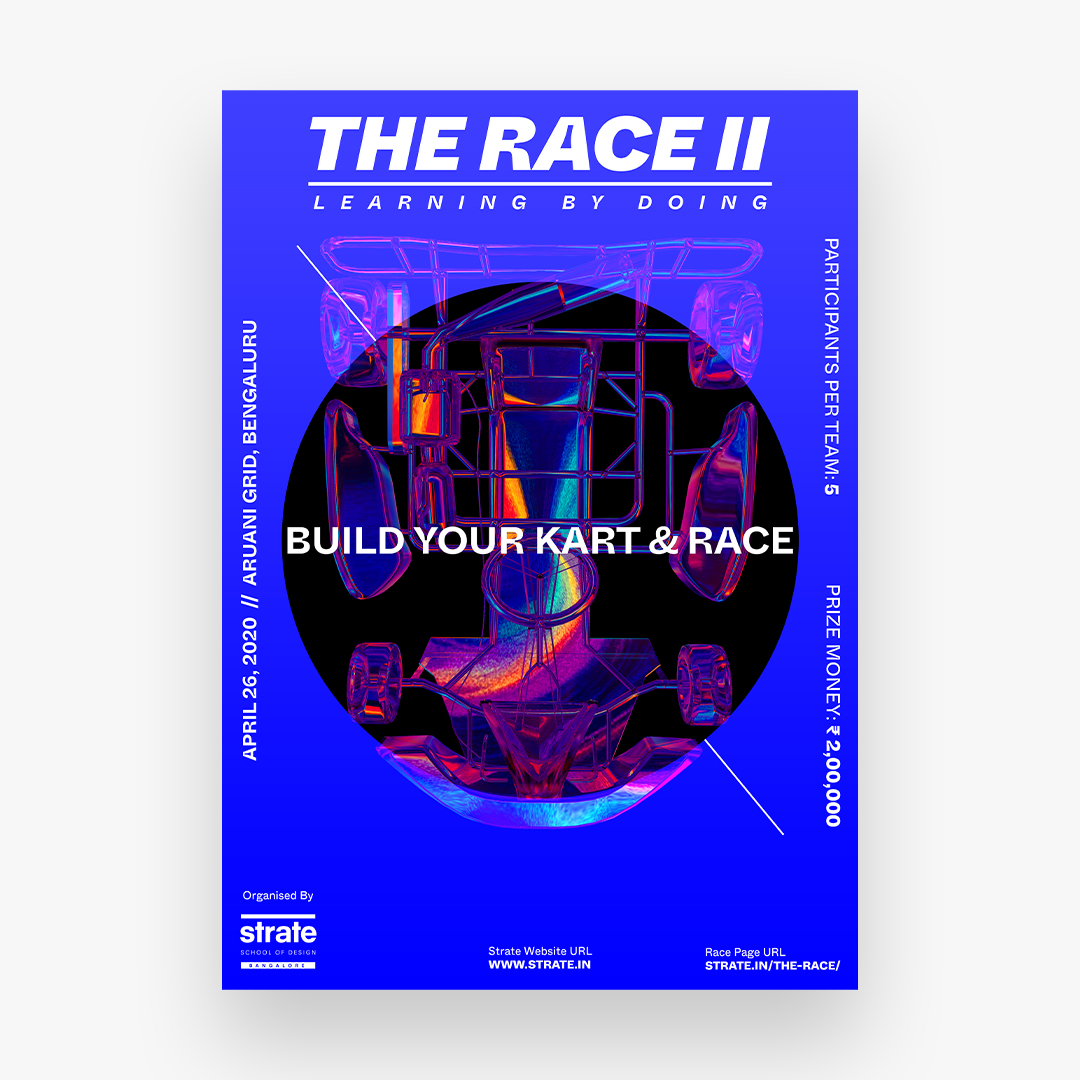 THE RACE II
LEARNING BY DOING
PARTICIPANTS PER TEAM: 5
APRIL 26, 2020 // ARUANI GRID, BENGALURU
BUILD YOUR KART & RACE
PRIZE MONEY: ₹ 2,00,000
Organised By
strate
SCHOOL OF DESIGN
BANGALORE
Strate Website URL
WWW.STRATE.IN
Race Page URL
STRATE.IN/THE-RACE/